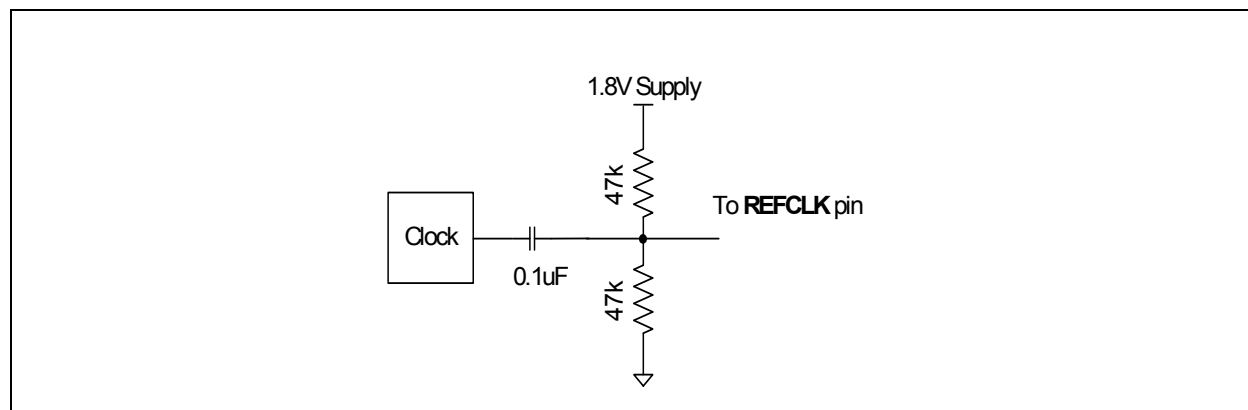 1.8V Supply
47k
To REFCLK pin
Clock
0.1uF
47k